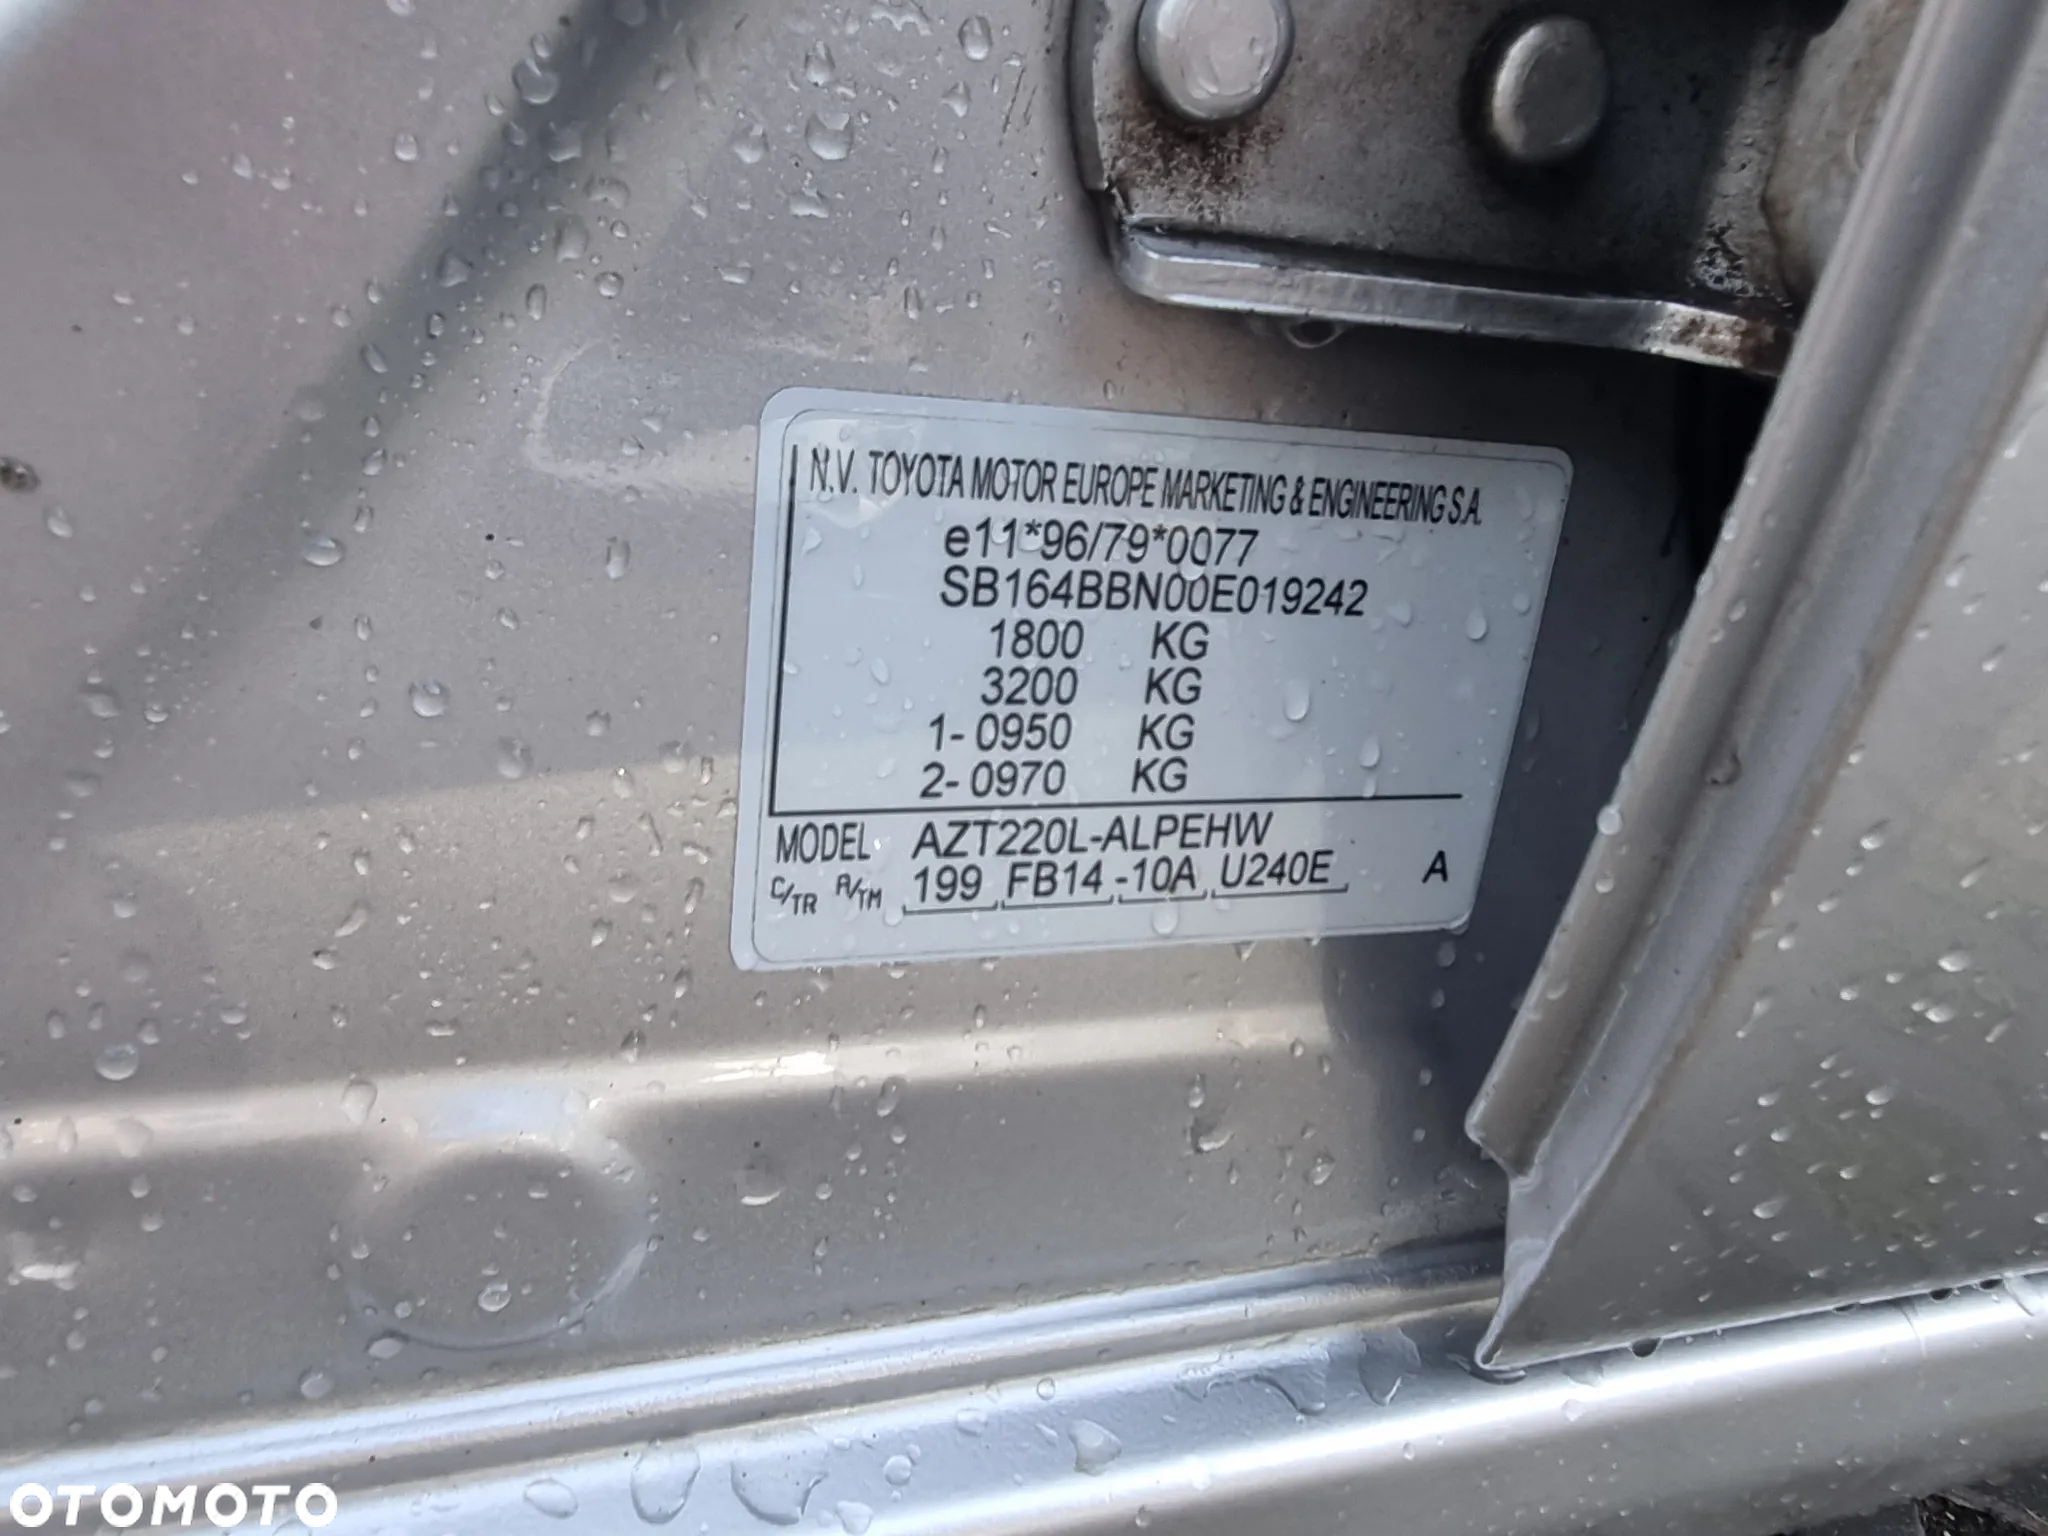 N.V. TOYOTA MOTOR EUROPE MARKETING & ENGINEERING S.A.
e11*96/79*0077
SB164BBN00E019242
1800 KG
3200 KG
1- 0950 KG
2- 0970 KG
MODEL AZT220L-ALPEHW
C/TR A/TM 199 FB14 -10A U240E A
OTOMOTO